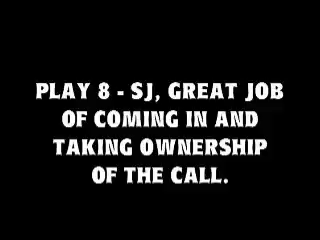 PLAY 8 - SJ, GREAT JOB
OF COMING IN AND
TAKING OWNERSHIP
OF THE CALL.